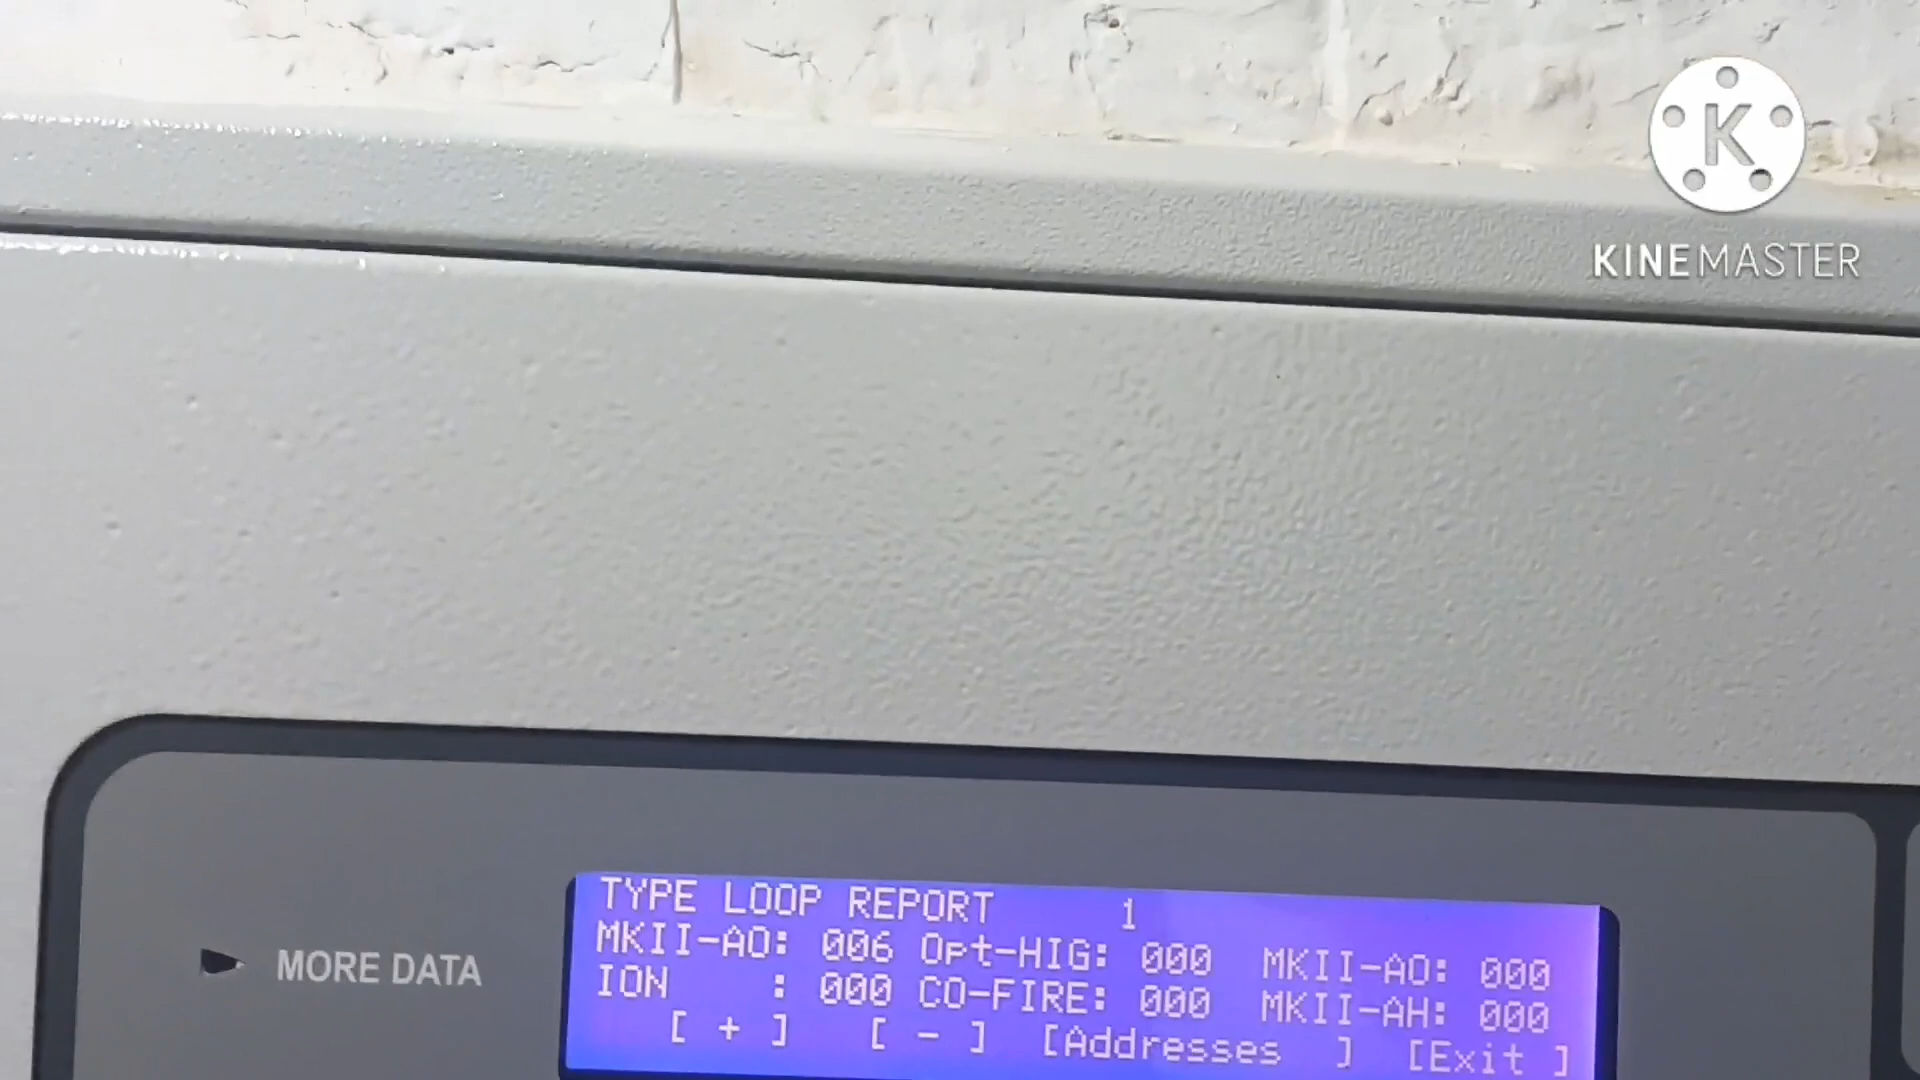 K
KINEMASTER
MORE DATA
TYPE LOOP REPORT 1
MKII-AO: 006 Opt-HIG: 000 MKII-AO: 000
ION : 000 CO-FIRE: 000 MKII-AH: 000
[ + ] [ - ] [Addresses ] [Exit ]